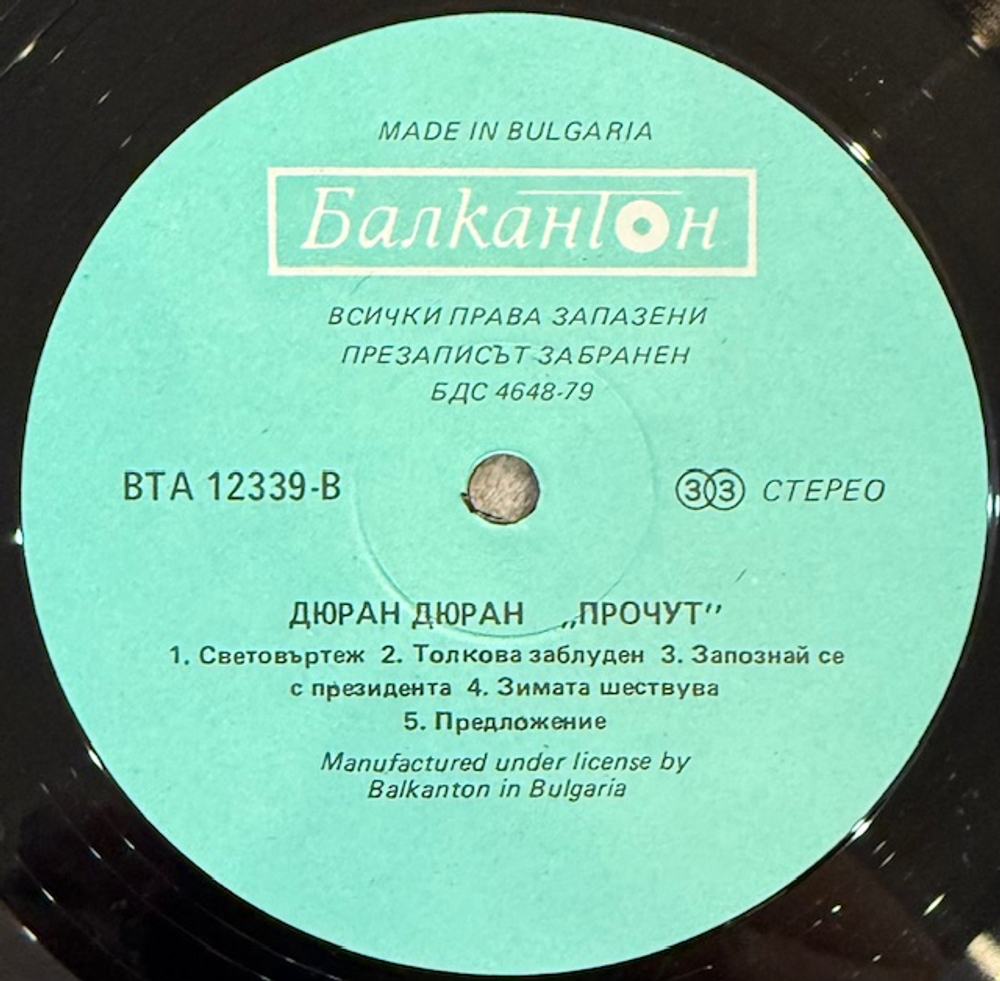 MADE IN BULGARIA
Балкантон
ВСИЧКИ ПРАВА ЗАПАЗЕНИ
ПРЕЗАПИСЪТ ЗАБРАНЕН
БДС 4648-79
ВТА 12339-В
33 СТЕРЕО
ДЮРАН ДЮРАН „ПРОЧУТ”
1. Световъртеж 2. Толкова заблуден 3. Запознай се
с президента 4. Зимата шествува
5. Предложение
Manufactured under license by
Balkanton in Bulgaria